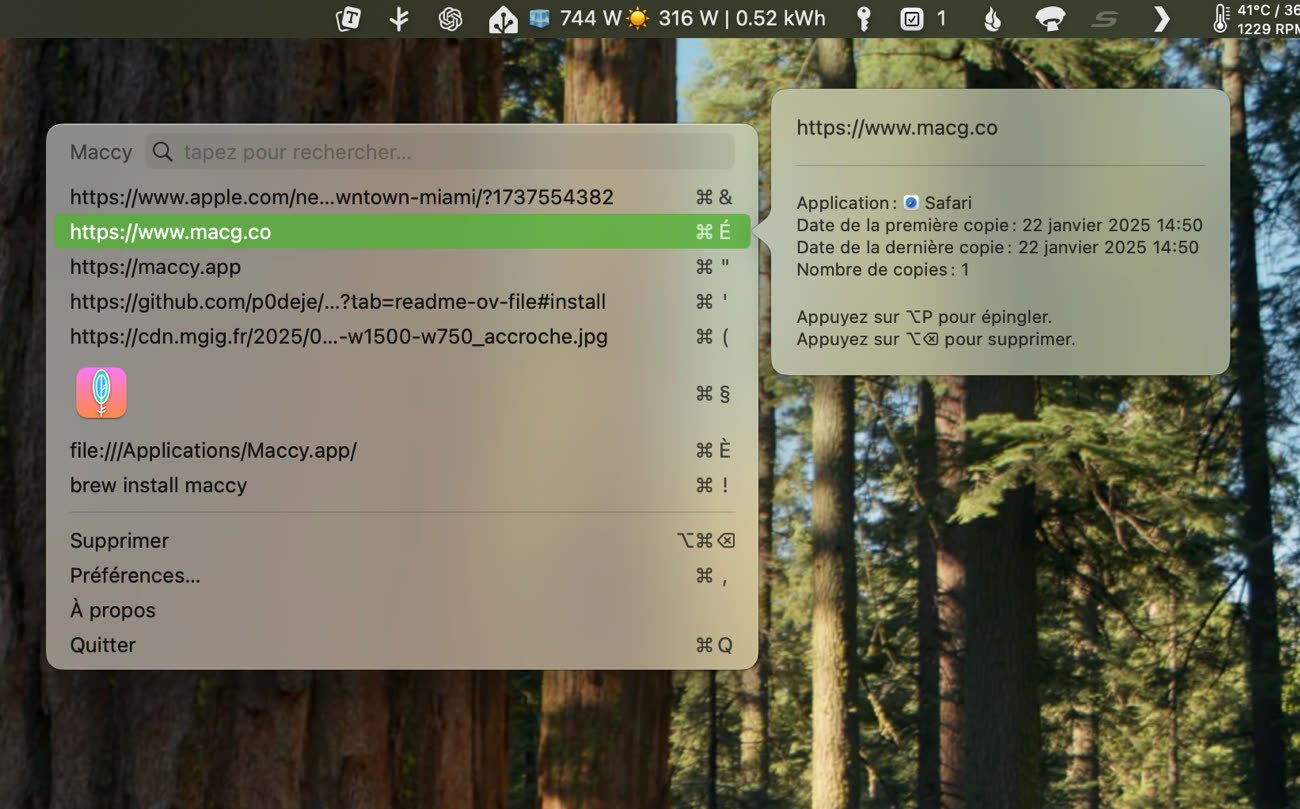 744 W 316 W | 0.52 kWh 1 41°C / 36
1229 RPM
Maccy tapez pour rechercher...
https://www.apple.com/ne...wntown-miami/?1737554382 ⌘ &
https://www.macg.co ⌘ É
https://maccy.app ⌘ "
https://github.com/p0deje/...?tab=readme-ov-file#install ⌘ '
https://cdn.mgig.fr/2025/0...-w1500-w750_accroche.jpg ⌘ (
⌘ §
file:///Applications/Maccy.app/ ⌘ È
brew install maccy ⌘ !
Supprimer ⌥⌘⌫
Préférences... ⌘ ,
À propos
Quitter ⌘ Q
https://www.macg.co
Application : Safari
Date de la première copie : 22 janvier 2025 14:50
Date de la dernière copie : 22 janvier 2025 14:50
Nombre de copies : 1
Appuyez sur ⌥P pour épingler.
Appuyez sur ⌥⌫ pour supprimer.